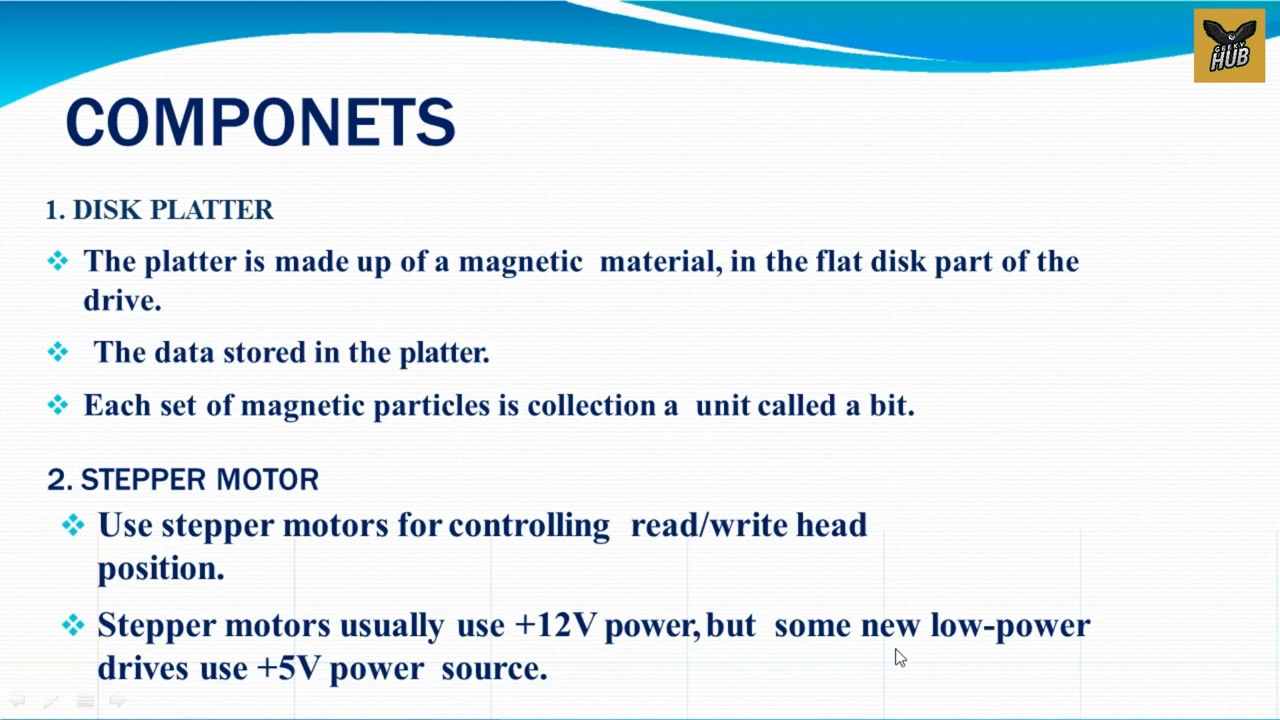 GEEKY
HUB
COMPONETS
1. DISK PLATTER
The platter is made up of a magnetic material, in the flat disk part of the
drive.
The data stored in the platter.
Each set of magnetic particles is collection a unit called a bit.
2. STEPPER MOTOR
Use stepper motors for controlling read/write head
position.
Stepper motors usually use +12V power, but some new low-power
drives use +5V power source.